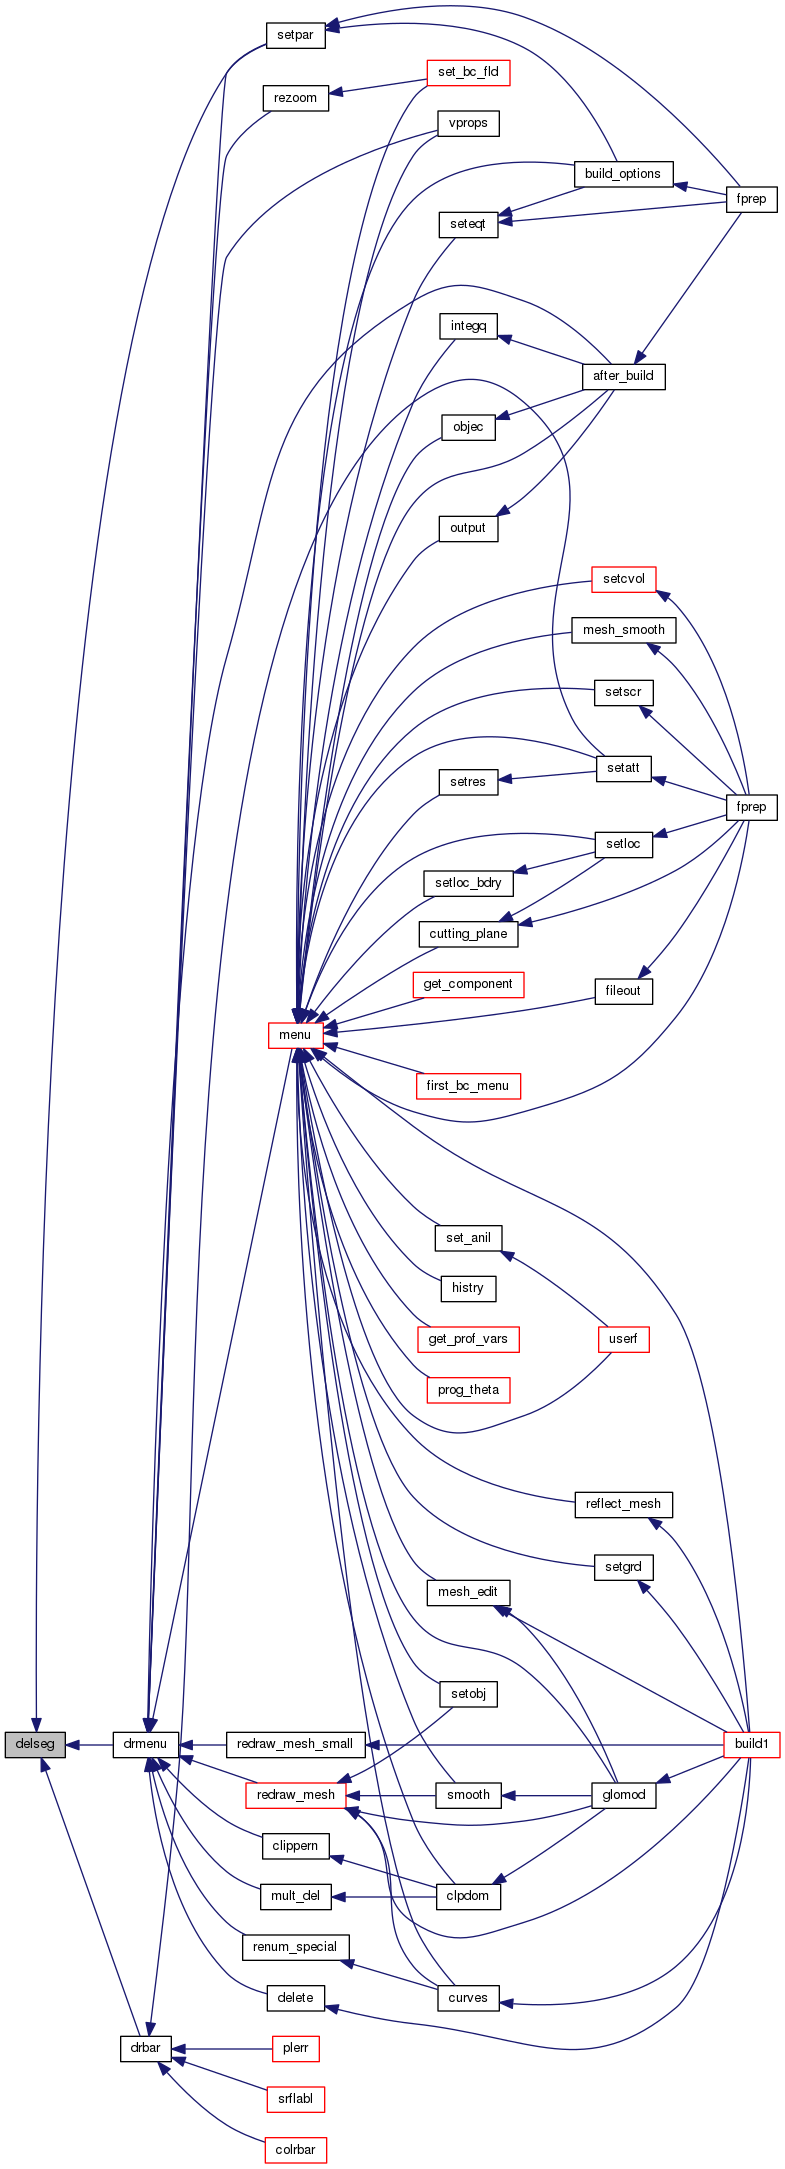 setpar
set_bc_fld
rezoom
vprops
build_options
fprep
seteqt
integq
after_build
objec
output
setcvol
mesh_smooth
setscr
setatt
setres
fprep
setloc
setloc_bdry
cutting_plane
get_component
fileout
menu
first_bc_menu
set_anil
histry
get_prof_vars
userf
prog_theta
reflect_mesh
setgrd
mesh_edit
setobj
delseg
drmenu
redraw_mesh_small
build1
redraw_mesh
smooth
glomod
clippern
mult_del
clpdom
renum_special
delete
curves
drbar
plerr
srflabl
colrbar